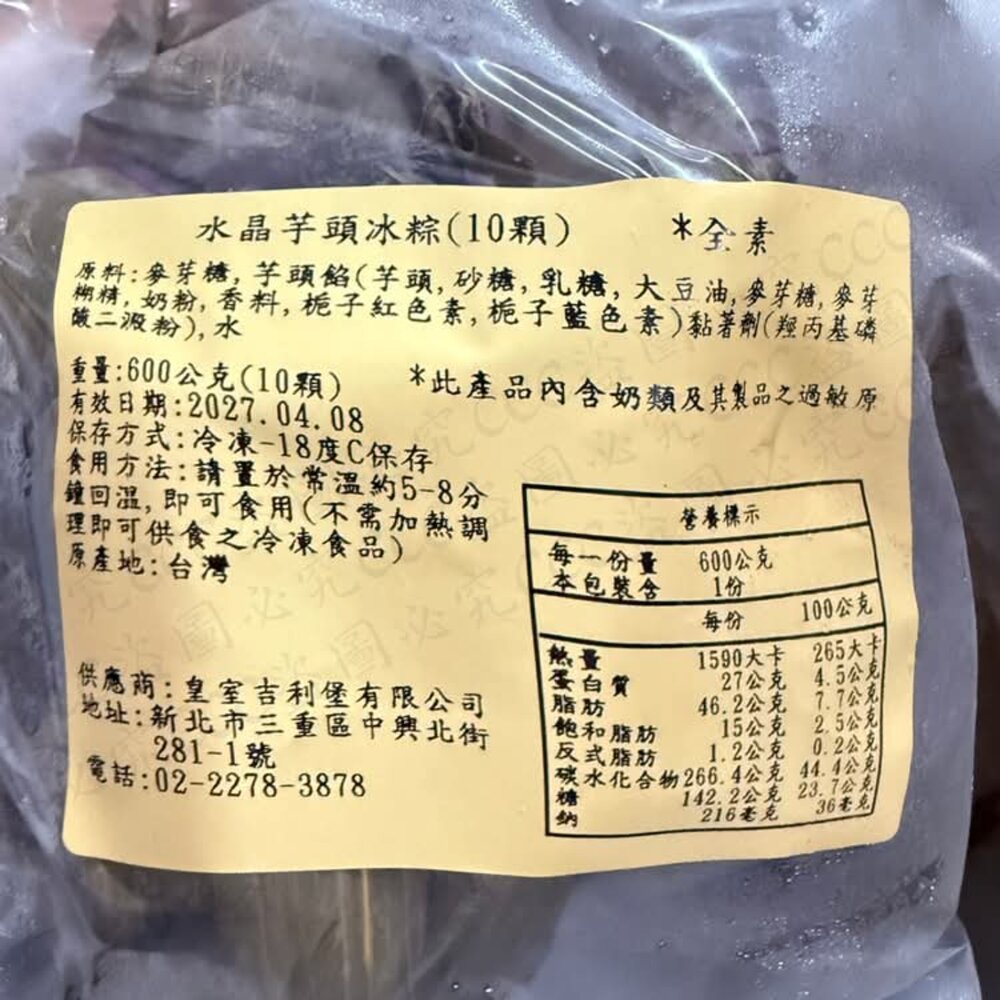 水晶芋頭冰粽(10顆) *全素
原料:麥芽糖,芋頭餡(芋頭,砂糖,乳糖,大豆油,麥芽糖,麥芽
糊精,奶粉,香料,梔子紅色素,梔子藍色素)黏著劑(羥丙基磷
酸二澱粉),水
重量:600公克(10顆) *此產品內含奶類及其製品之過敏原
有效日期:2027.04.08
保存方式:冷凍-18度C保存
食用方法:請置於常溫約5-8分
鐘回溫,即可食用(不需加熱調
理即可供食之冷凍食品)
原產地:台灣
供應商:皇室吉利堡有限公司
地址:新北市三重區中興北街
281-1號
電話:02-2278-3878
營養標示
每一份量 600公克
本包裝含 1份
每份 100公克
熱量 1590大卡 265大卡
蛋白質 27公克 4.5公克
脂肪 46.2公克 7.7公克
飽和脂肪 15公克 2.5公克
反式脂肪 1.2公克 0.2公克
碳水化合物 266.4公克 44.4公克
糖 142.2公克 23.7公克
鈉 216毫克 36毫克